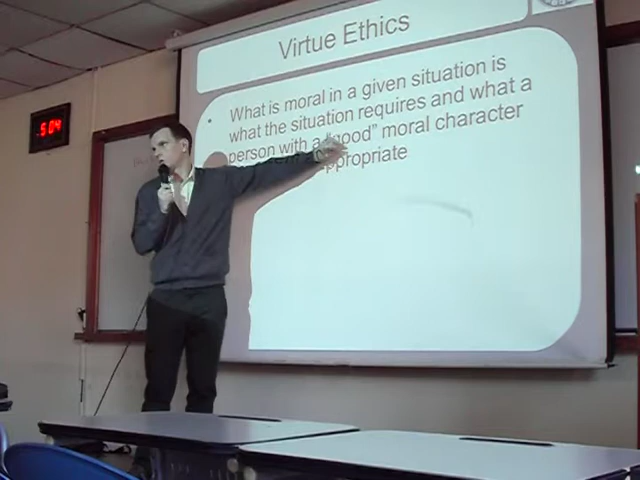 Virtue Ethics
• What is moral in a given situation is
what the situation requires and what a
person with a "good" moral character
appropriate
5:04